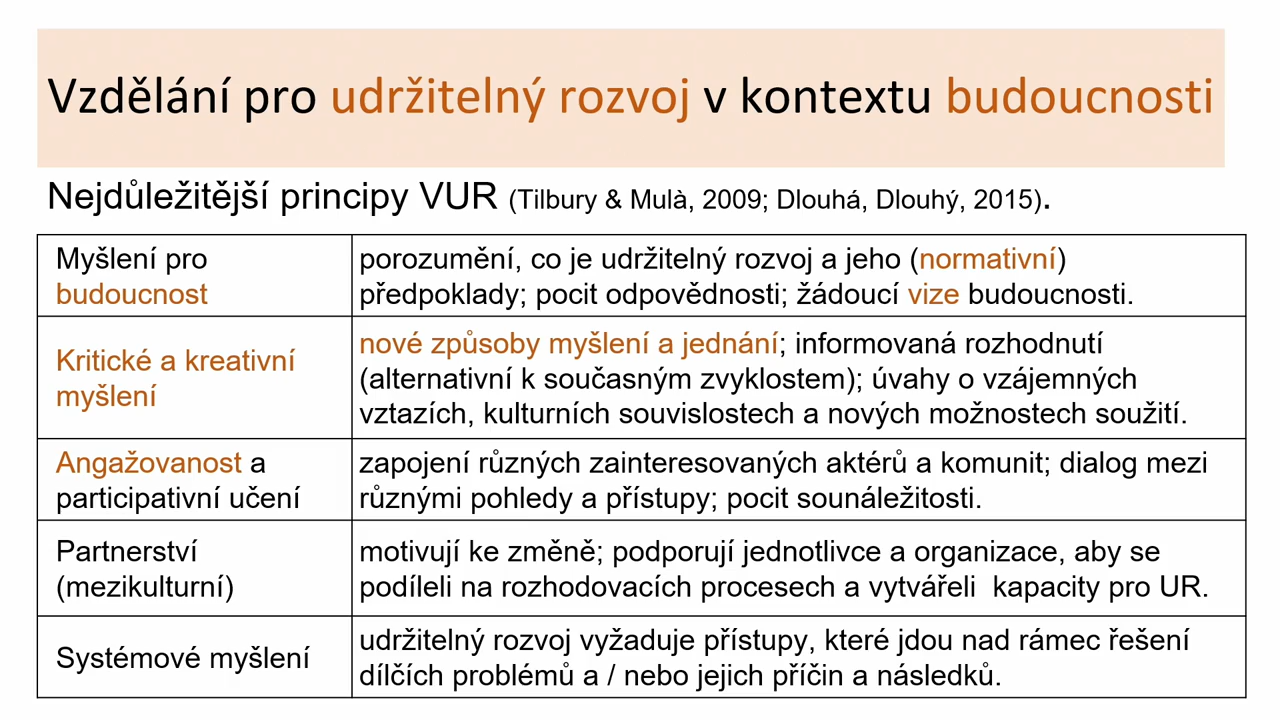 Vzdělání pro udržitelný rozvoj v kontextu budoucnosti
Nejdůležitější principy VUR (Tilbury & Mulà, 2009; Dlouhá, Dlouhý, 2015).
Myšlení pro
budoucnost
porozumění, co je udržitelný rozvoj a jeho (normativní)
předpoklady; pocit odpovědnosti; žádoucí vize budoucnosti.
Kritické a kreativní
myšlení
nové způsoby myšlení a jednání; informovaná rozhodnutí
(alternativní k současným zvyklostem); úvahy o vzájemných
vztazích, kulturních souvislostech a nových možnostech soužití.
Angažovanost a
participativní učení
zapojení různých zainteresovaných aktérů a komunit; dialog mezi
různými pohledy a přístupy; pocit sounáležitosti.
Partnerství
(mezikulturní)
motivují ke změně; podporují jednotlivce a organizace, aby se
podíleli na rozhodovacích procesech a vytvářeli  kapacity pro UR.
Systémové myšlení
udržitelný rozvoj vyžaduje přístupy, které jdou nad rámec řešení
dílčích problémů a / nebo jejich příčin a následků.